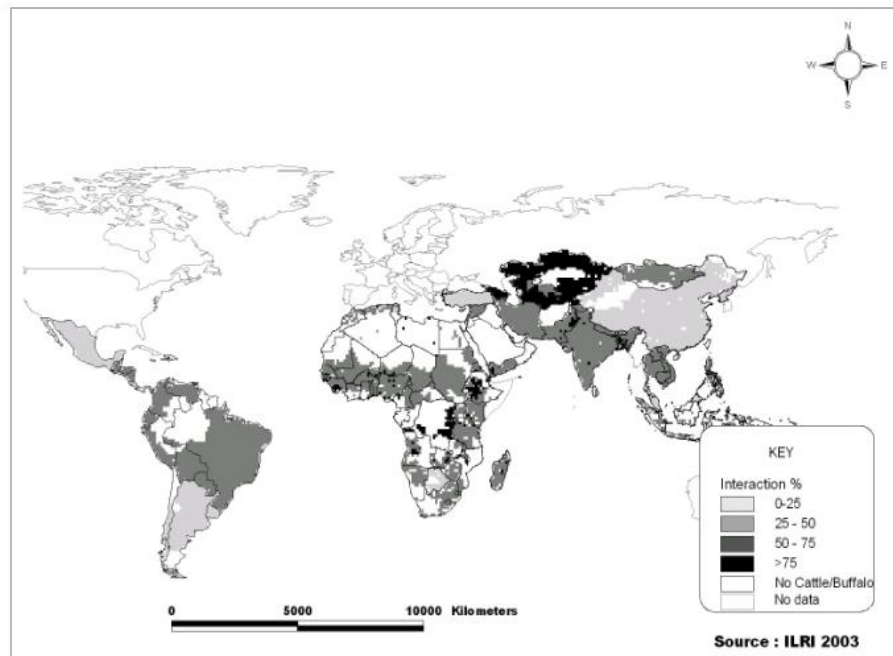 N
W E
S
KEY
Interaction %
0-25
25 - 50
50 - 75
>75
No Cattle/Buffalo
No data
0 5000 10000 Kilometers
Source : ILRI 2003